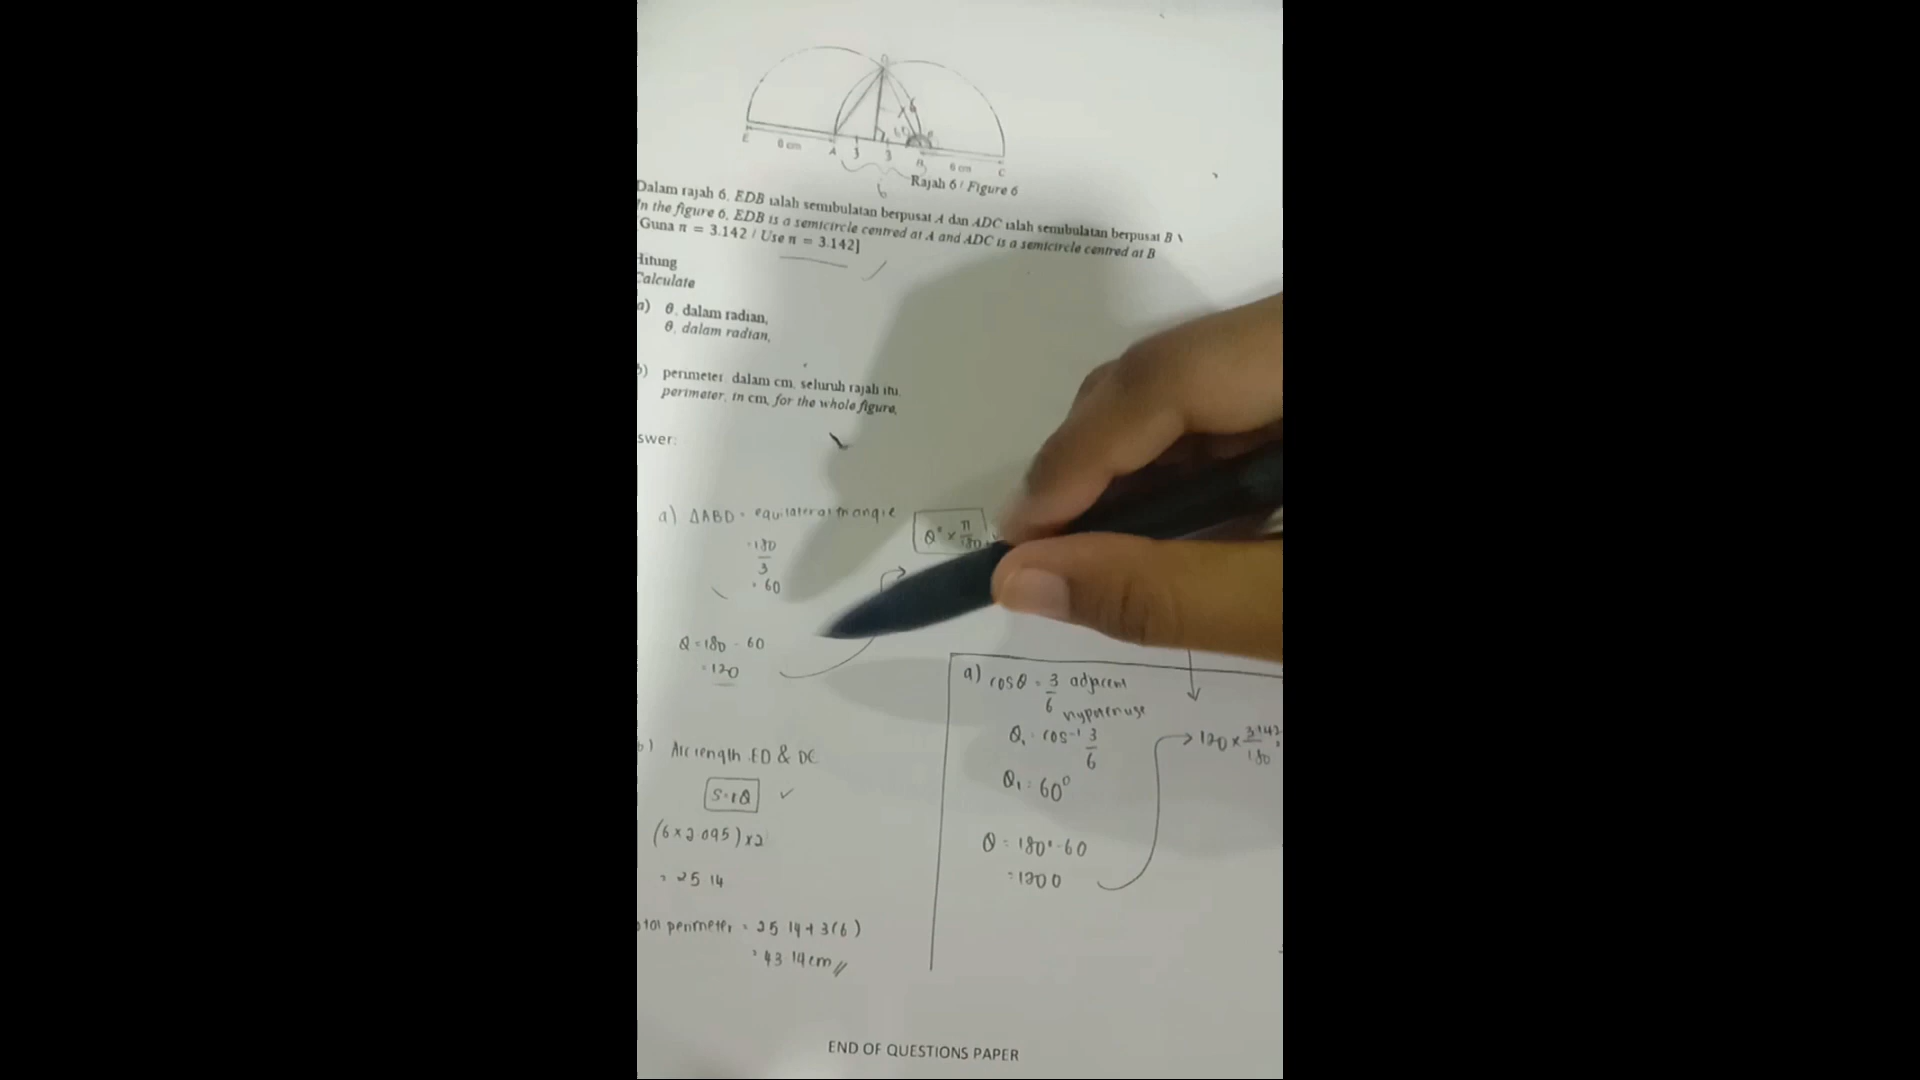 D
6
60
E
6 cm
A
3
3
B
6 cm
C
6
Rajah 6 / Figure 6
Dalam rajah 6, EDB ialah semibulatan berpusat A dan ADC ialah semibulatan berpusat B
In the figure 6, EDB is a semicircle centred at A and ADC is a semicircle centred at B
Guna π = 3.142 / Use π = 3.142]
Hitung
Calculate
a) θ, dalam radian,
θ, dalam radian,
b) perimeter dalam cm, seluruh rajah itu.
perimeter, in cm, for the whole figure,
swer:
a) ΔABD = equilateral triangle
= 180
3
= 60
θ° × π
180
θ = 180 - 60
= 120
b) Arc length ED & DC
S = rθ
(6 × 2.095) × 2
= 25.14
otal perimeter = 25.14 + 3(6)
= 43.14 cm //
a) cos θ = 3 adjacent
6 hypotenuse
θ₁ = cos⁻¹ 3
6
θ₁ = 60°
θ = 180° - 60
= 1200
120 × 3.142
180
END OF QUESTIONS PAPER